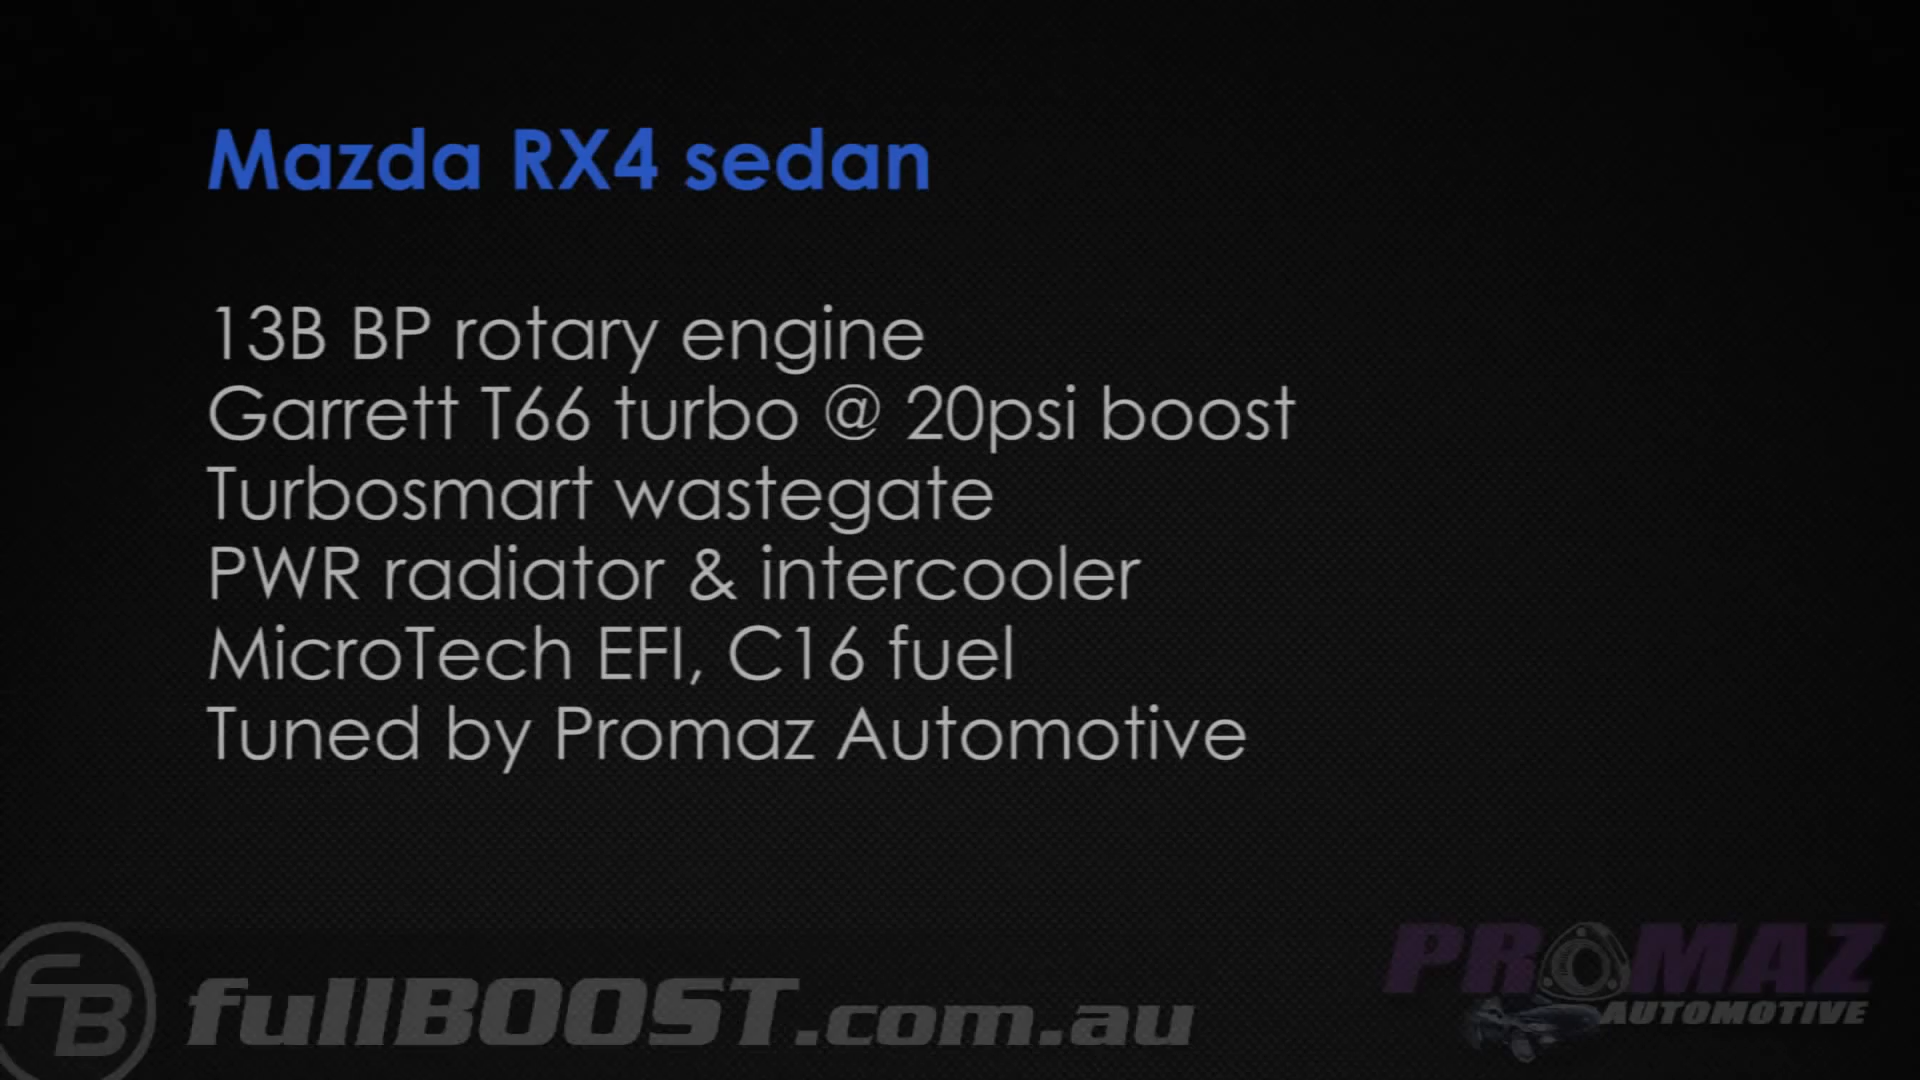 Mazda RX4 sedan
13B BP rotary engine
Garrett T66 turbo @ 20psi boost
Turbosmart wastegate
PWR radiator & intercooler
MicroTech EFI, C16 fuel
Tuned by Promaz Automotive
FB fullBOOST.com.au
PROMAZ
AUTOMOTIVE